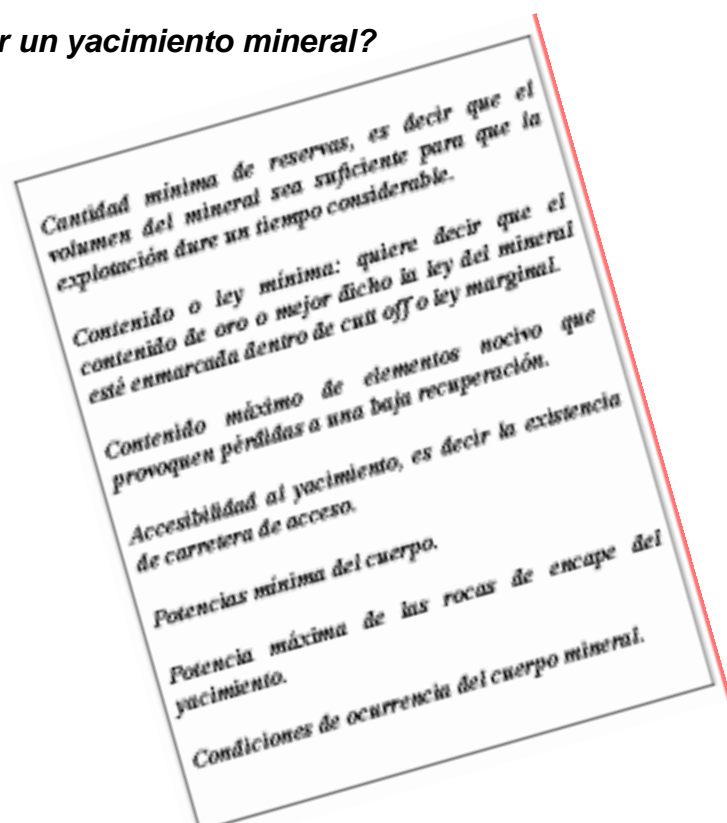 r un yacimiento mineral?
Cantidad mínima de reservas, es decir que el
volumen del mineral sea suficiente para que la
explotación dure un tiempo considerable.
Contenido o ley mínima: quiere decir que el
contenido de oro o mejor dicho la ley del mineral
esté enmarcada dentro de cutt off o ley marginal.
Contenido máximo de elementos nocivo que
provoquen pérdidas a una baja recuperación.
Accesibilidad al yacimiento, es decir la existencia
de carretera de acceso.
Potencias mínima del cuerpo.
Potencia máxima de las rocas de encape del
yacimiento.
Condiciones de ocurrencia del cuerpo mineral.